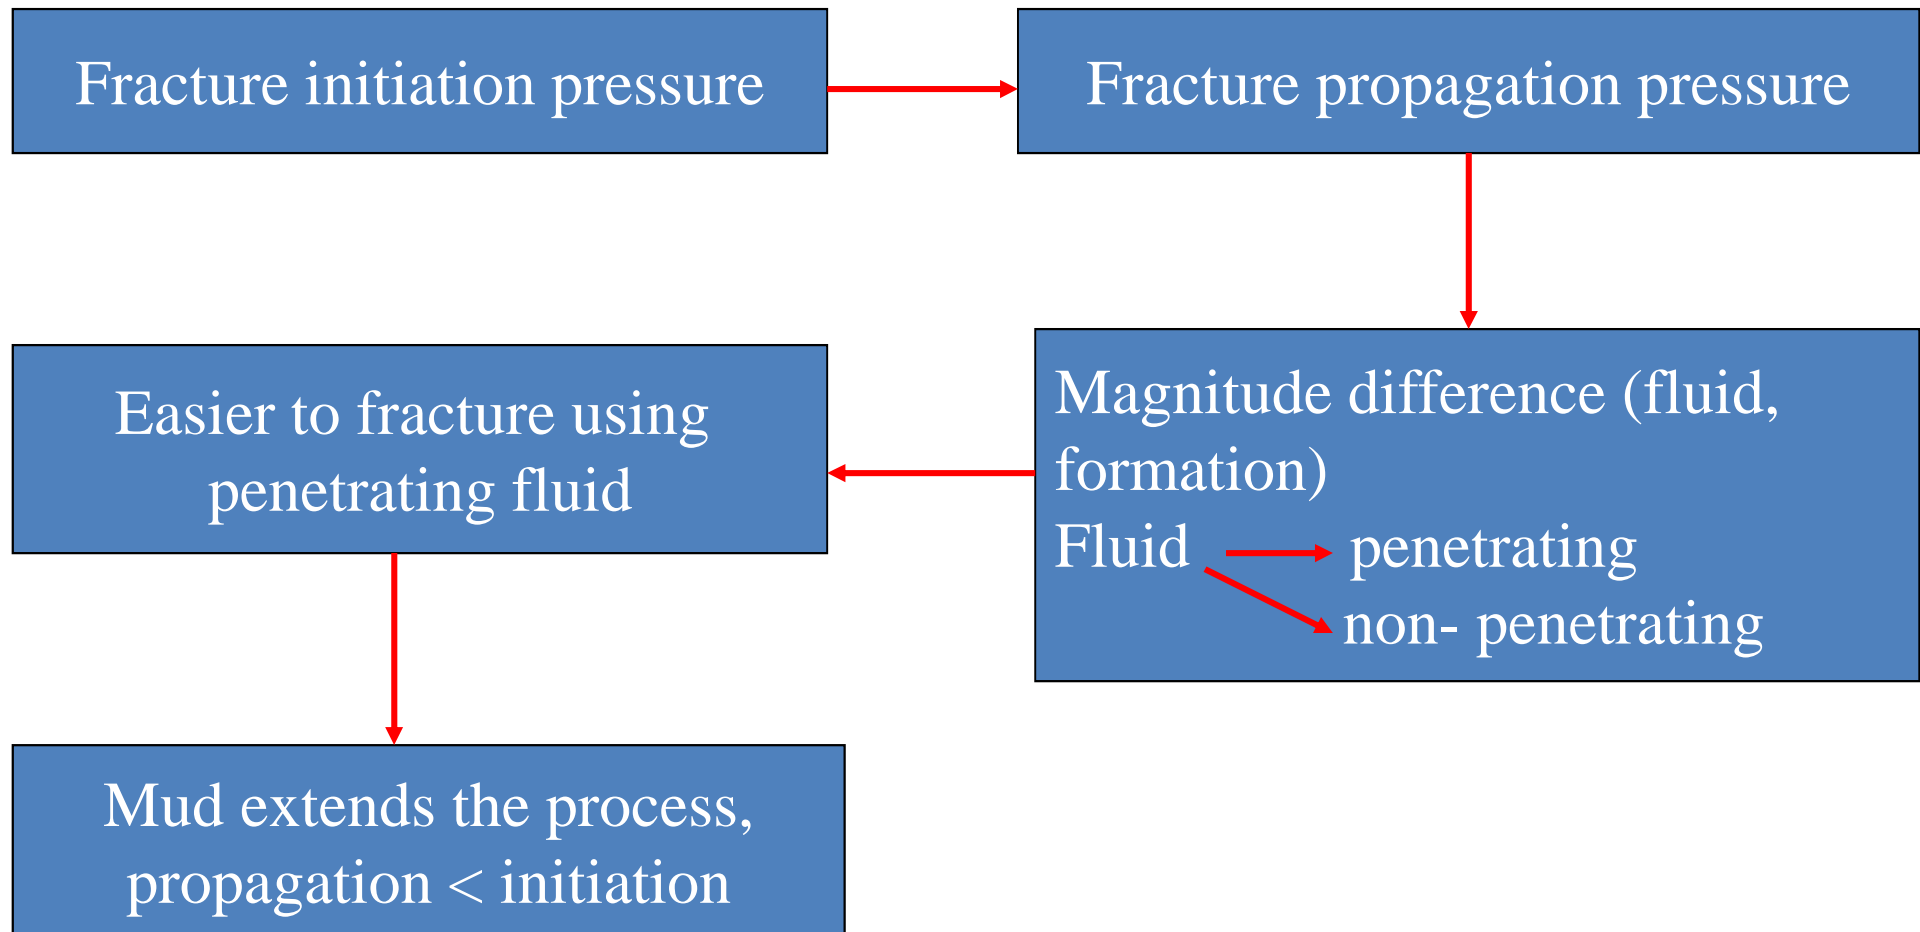 Fracture initiation pressure
Fracture propagation pressure
Magnitude difference (fluid,
formation)
Fluid penetrating
non- penetrating
Easier to fracture using
penetrating fluid
Mud extends the process,
propagation < initiation